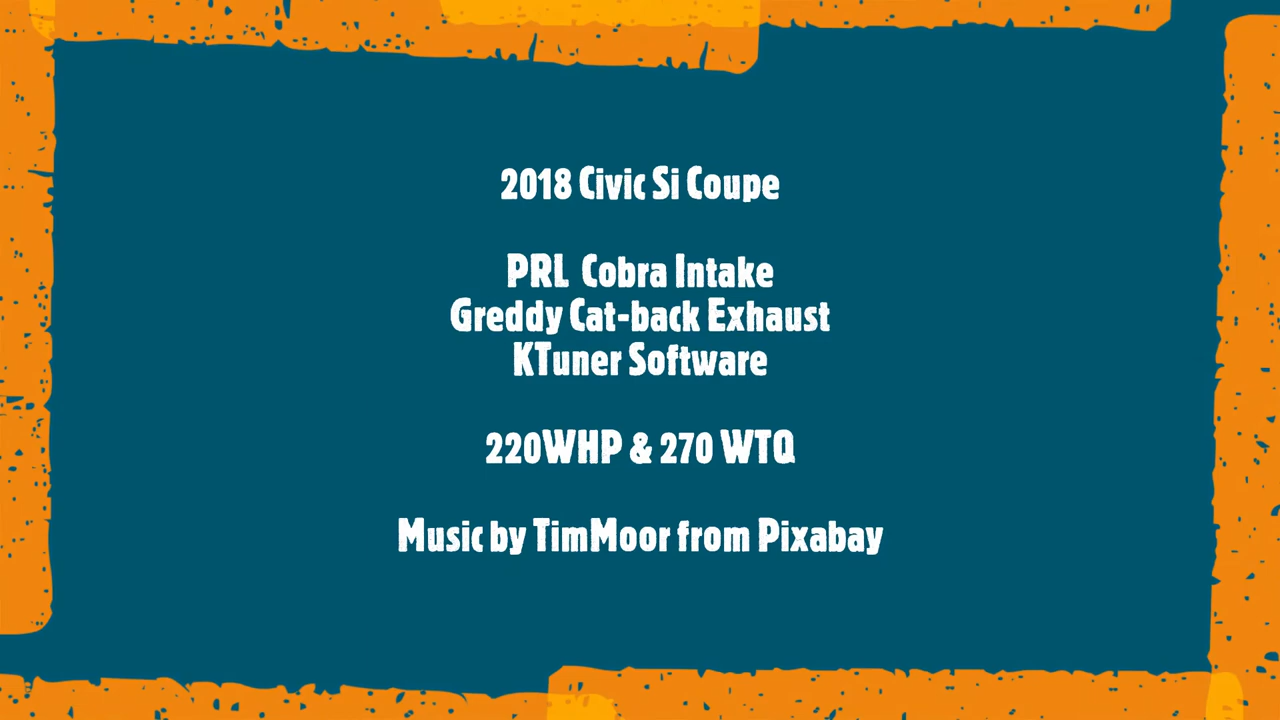 2018 Civic Si Coupe
PRL Cobra Intake
Greddy Cat-back Exhaust
KTuner Software
220WHP & 270 WTQ
Music by TimMoor from Pixabay